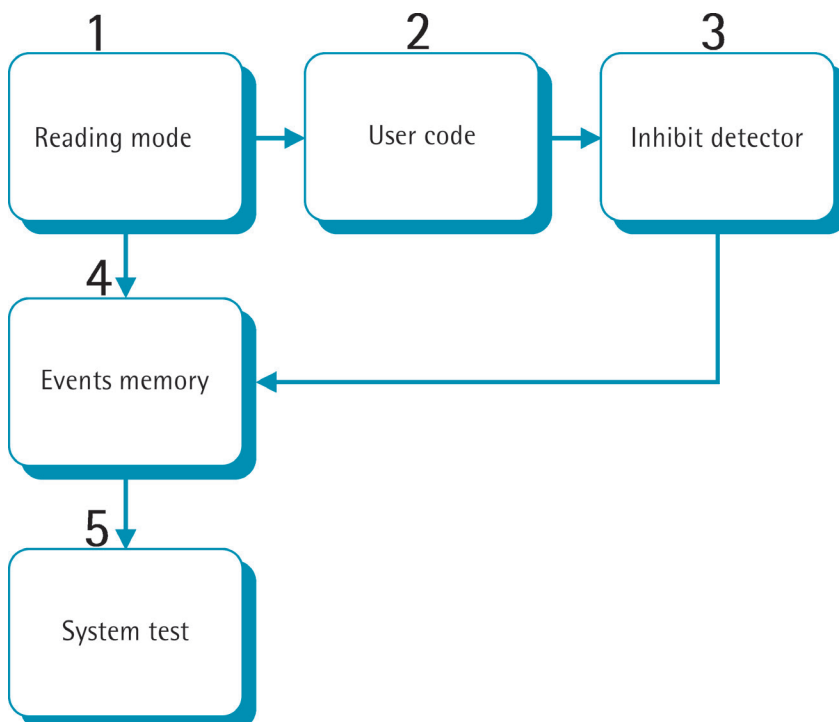 1
Reading mode
2
User code
3
Inhibit detector
4
Events memory
5
System test